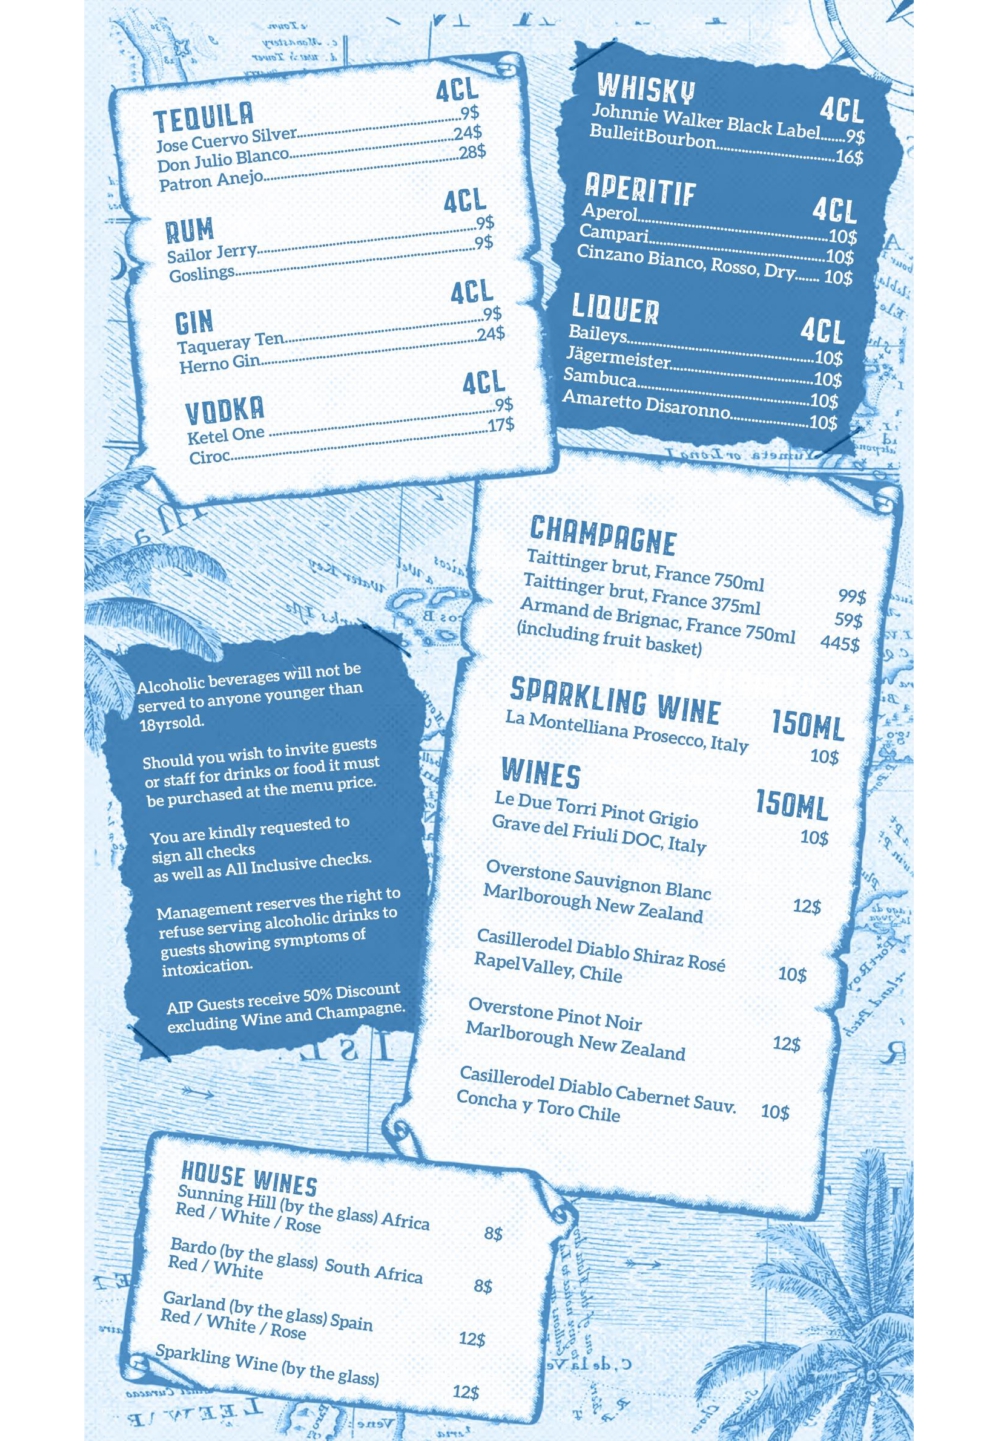 TEQUILA 4CL
Jose Cuervo Silver........................................9$
Don Julio Blanco..........................................24$
Patron Anejo.................................................28$
RUM 4CL
Sailor Jerry......................................................9$
Goslings...........................................................9$
GIN 4CL
Taqueray Ten..................................................9$
Herno Gin......................................................24$
VODKA 4CL
Ketel One ......................................................9$
Ciroc................................................................17$
WHISKY 4CL
Johnnie Walker Black Label......9$
BulleitBourbon.............................16$
APERITIF 4CL
Aperol..............................................10$
Campari...........................................10$
Cinzano Bianco, Rosso, Dry...... 10$
LIQUER 4CL
Baileys.............................................10$
Jägermeister...................................10$
Sambuca..........................................10$
Amaretto Disaronno...................10$
CHAMPAGNE
Taittinger brut, France 750ml 99$
Taittinger brut, France 375ml 59$
Armand de Brignac, France 750ml 445$
(including fruit basket)
SPARKLING WINE 150ML
La Montelliana Prosecco, Italy 10$
WINES 150ML
Le Due Torri Pinot Grigio 10$
Grave del Friuli DOC, Italy
Overstone Sauvignon Blanc 12$
Marlborough New Zealand
Casillerodel Diablo Shiraz Rosé 10$
RapelValley, Chile
Overstone Pinot Noir 12$
Marlborough New Zealand
Casillerodel Diablo Cabernet Sauv. 10$
Concha y Toro Chile
Alcoholic beverages will not be
served to anyone younger than
18yrsold.
Should you wish to invite guests
or staff for drinks or food it must
be purchased at the menu price.
You are kindly requested to
sign all checks
as well as All Inclusive checks.
Management reserves the right to
refuse serving alcoholic drinks to
guests showing symptoms of
intoxication.
AIP Guests receive 50% Discount
excluding Wine and Champagne.
HOUSE WINES
Sunning Hill (by the glass) Africa
Red / White / Rose 8$
Bardo (by the glass) South Africa
Red / White 8$
Garland (by the glass) Spain
Red / White / Rose 12$
Sparkling Wine (by the glass)
12$